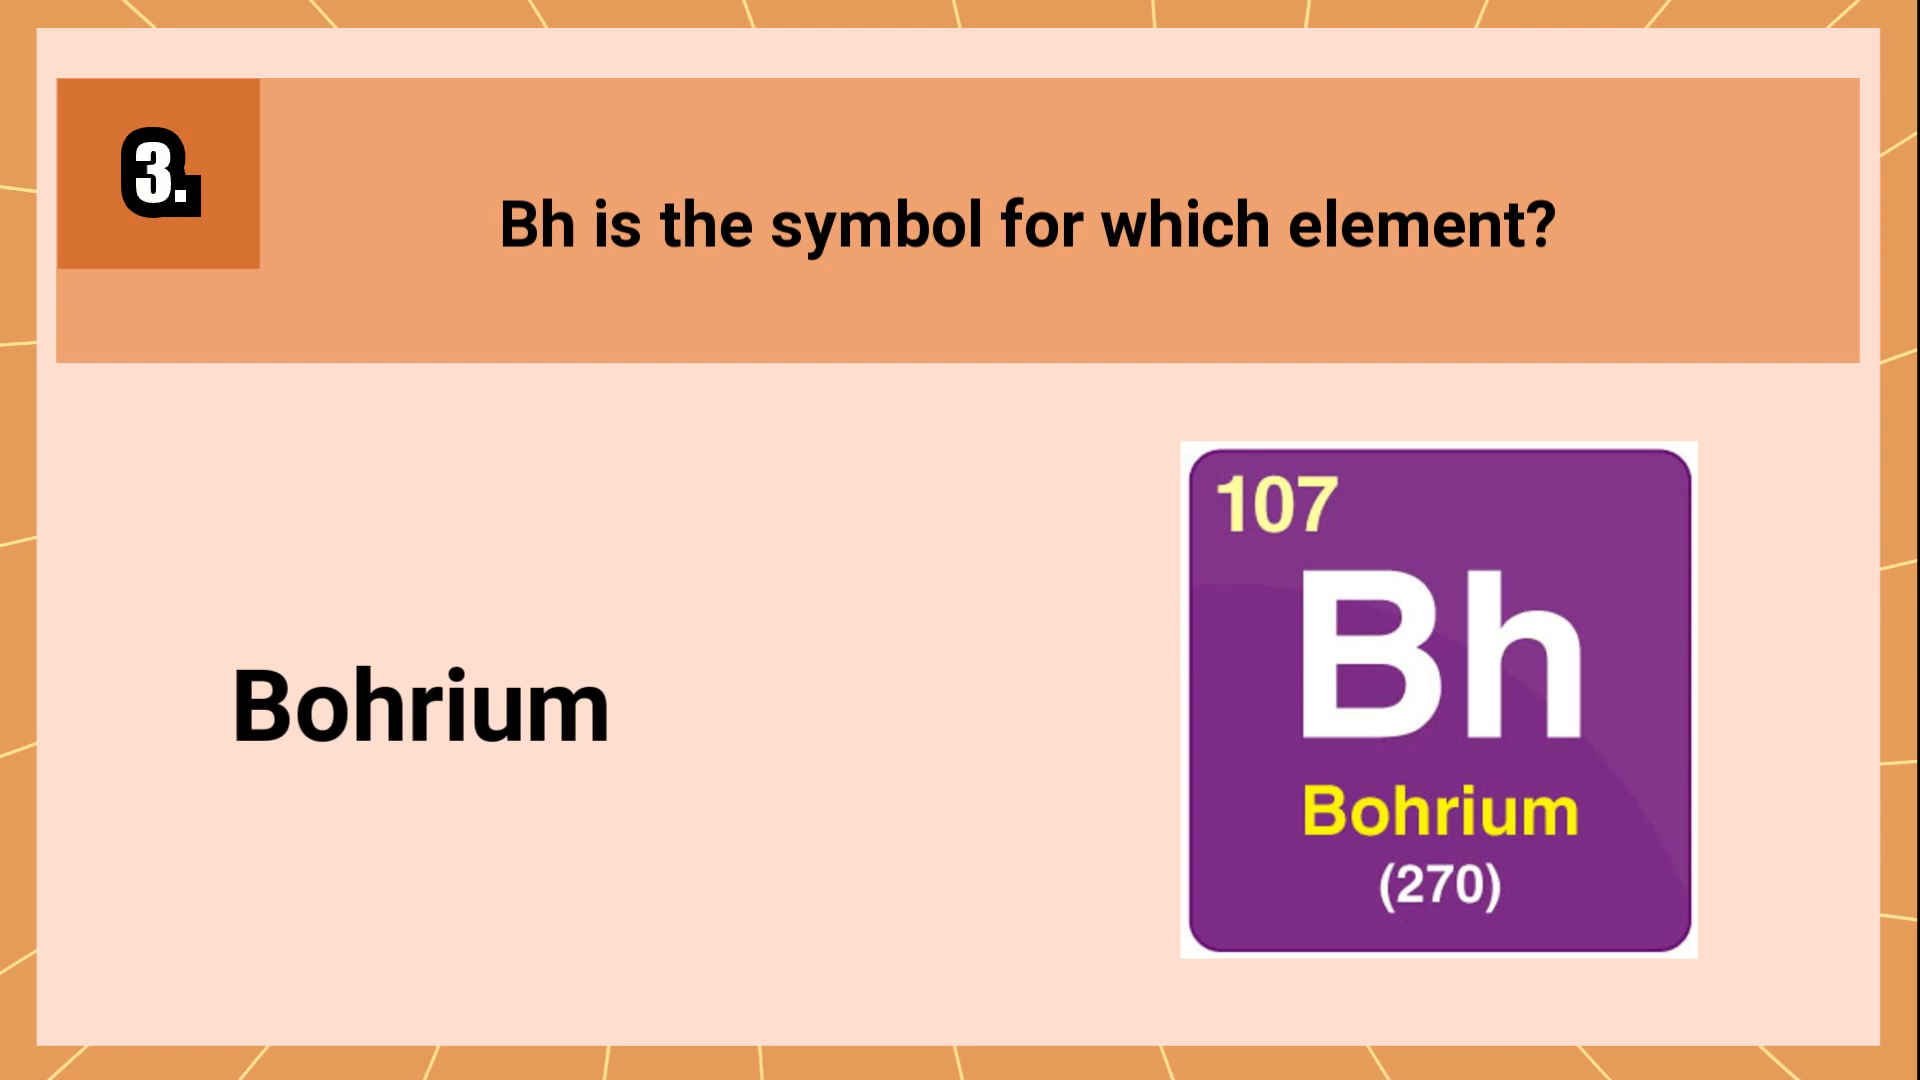 3.
Bh is the symbol for which element?
Bohrium
107
Bh
Bohrium
(270)